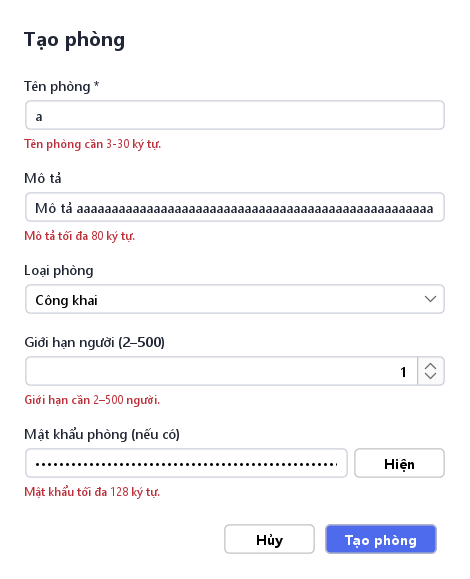 Tạo phòng
Tên phòng *
a
Tên phòng cần 3-30 ký tự.
Mô tả
Mô tả aaaaaaaaaaaaaaaaaaaaaaaaaaaaaaaaaaaaaaaaaaaaaaaaaaa
Mô tả tối đa 80 ký tự.
Loại phòng
Công khai
Giới hạn người (2–500)
1
Giới hạn cần 2–500 người.
Mật khẩu phòng (nếu có)
Hiện
Mật khẩu tối đa 128 ký tự.
Hủy Tạo phòng